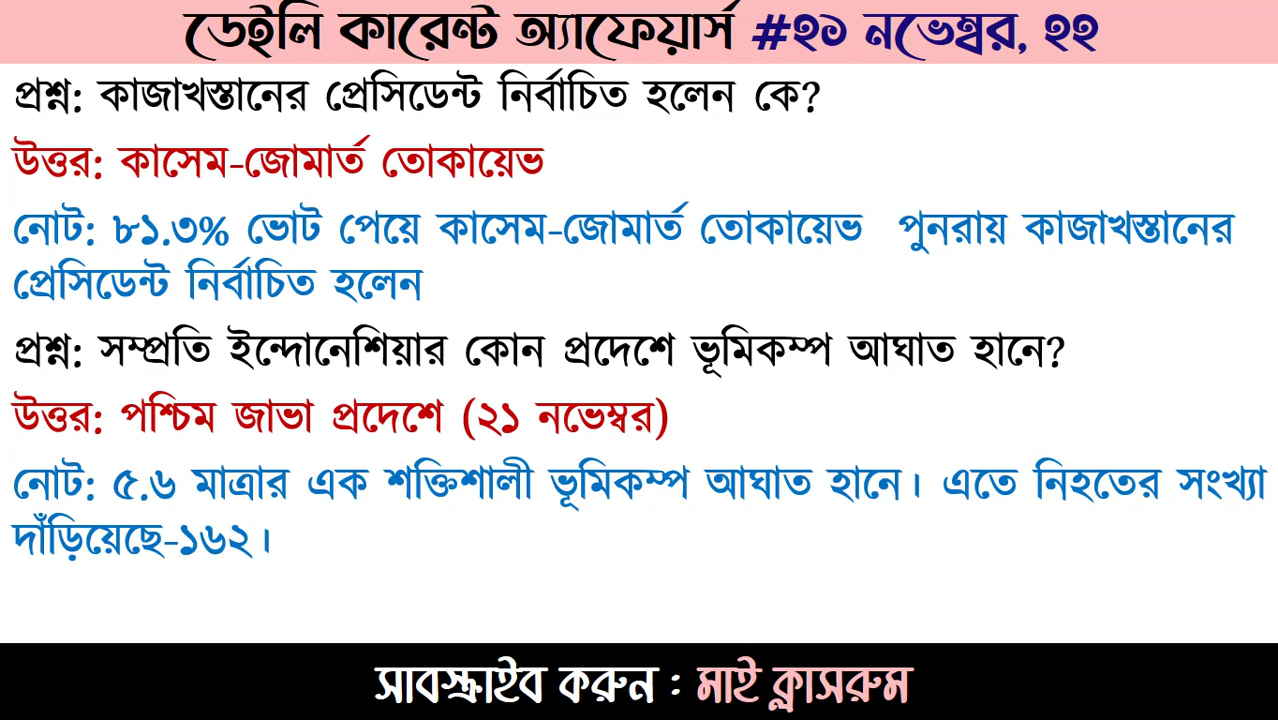 ডেইলি কারেন্ট অ্যাফেয়ার্স #২১ নভেম্বর, ২২
প্রশ্ন: কাজাখস্তানের প্রেসিডেন্ট নির্বাচিত হলেন কে?
উত্তর: কাসেম-জোমার্ত তোকায়েভ
নোট: ৮১.৩% ভোট পেয়ে কাসেম-জোমার্ত তোকায়েভ পুনরায় কাজাখস্তানের
প্রেসিডেন্ট নির্বাচিত হলেন
প্রশ্ন: সম্প্রতি ইন্দোনেশিয়ার কোন প্রদেশে ভূমিকম্প আঘাত হানে?
উত্তর: পশ্চিম জাভা প্রদেশে (২১ নভেম্বর)
নোট: ৫.৬ মাত্রার এক শক্তিশালী ভূমিকম্প আঘাত হানে। এতে নিহতের সংখ্যা
দাঁড়িয়েছে-১৬২।
সাবস্ক্রাইব করুন : মাই ক্লাসরুম